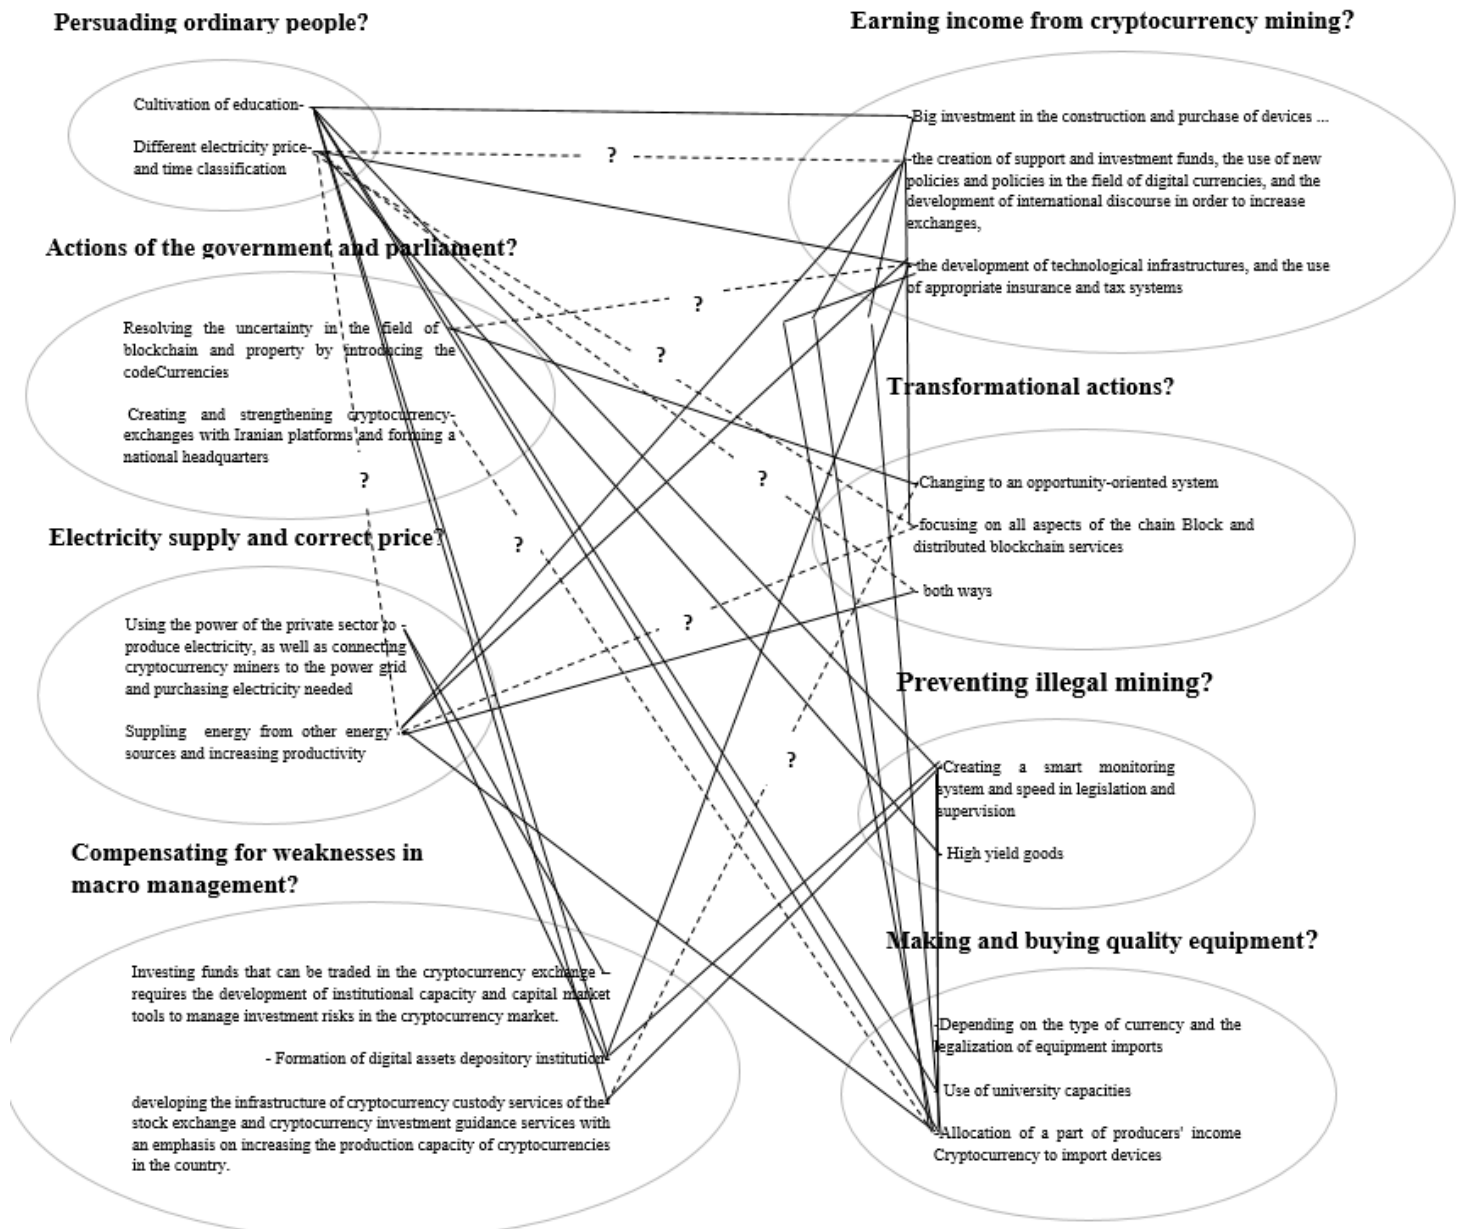 Persuading ordinary people?
Cultivation of education-
Different electricity price-
and time classification
Actions of the government and parliament?
Resolving the uncertainty in the field of -
blockchain and property by introducing the
codeCurrencies
Creating and strengthening cryptocurrency-
exchanges with Iranian platforms and forming a
national headquarters
Electricity supply and correct price?
Using the power of the private sector to -
produce electricity, as well as connecting
cryptocurrency miners to the power grid
and purchasing electricity needed
Suppling energy from other energy -
sources and increasing productivity
Compensating for weaknesses in
macro management?
Investing funds that can be traded in the cryptocurrency exchange -
requires the development of institutional capacity and capital market
tools to manage investment risks in the cryptocurrency market.
- Formation of digital assets depository institution-
developing the infrastructure of cryptocurrency custody services of the-
stock exchange and cryptocurrency investment guidance services with
an emphasis on increasing the production capacity of cryptocurrencies
in the country.
?
?
?
?
?
?
?
?
Earning income from cryptocurrency mining?
-Big investment in the construction and purchase of devices ...
-the creation of support and investment funds, the use of new
policies and policies in the field of digital currencies, and the
development of international discourse in order to increase
exchanges,
- the development of technological infrastructures, and the use
of appropriate insurance and tax systems
Transformational actions?
-Changing to an opportunity-oriented system
-focusing on all aspects of the chain Block and
distributed blockchain services
- both ways
Preventing illegal mining?
-Creating a smart monitoring
system and speed in legislation and
supervision
- High yield goods
Making and buying quality equipment?
-Depending on the type of currency and the
legalization of equipment imports
- Use of university capacities
-Allocation of a part of producers' income
Cryptocurrency to import devices